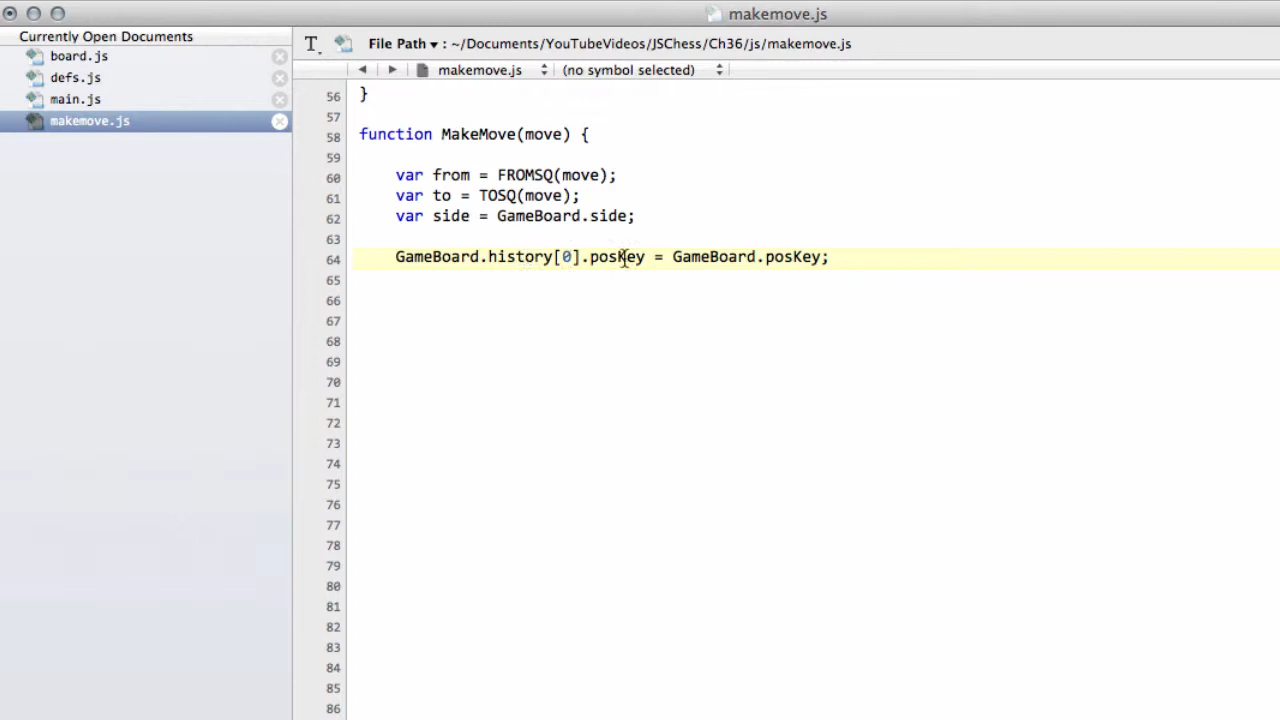 makemove.js
Currently Open Documents
board.js
defs.js
main.js
makemove.js
T. File Path ▾ : ~/Documents/YouTubeVideos/JSChess/Ch36/js/makemove.js
makemove.js (no symbol selected)
56 }
57
58 function MakeMove(move) {
59
60 var from = FROMSQ(move);
61 var to = TOSQ(move);
62 var side = GameBoard.side;
63
64 GameBoard.history[0].posKey = GameBoard.posKey;
65
66
67
68
69
70
71
72
73
74
75
76
77
78
79
80
81
82
83
84
85
86